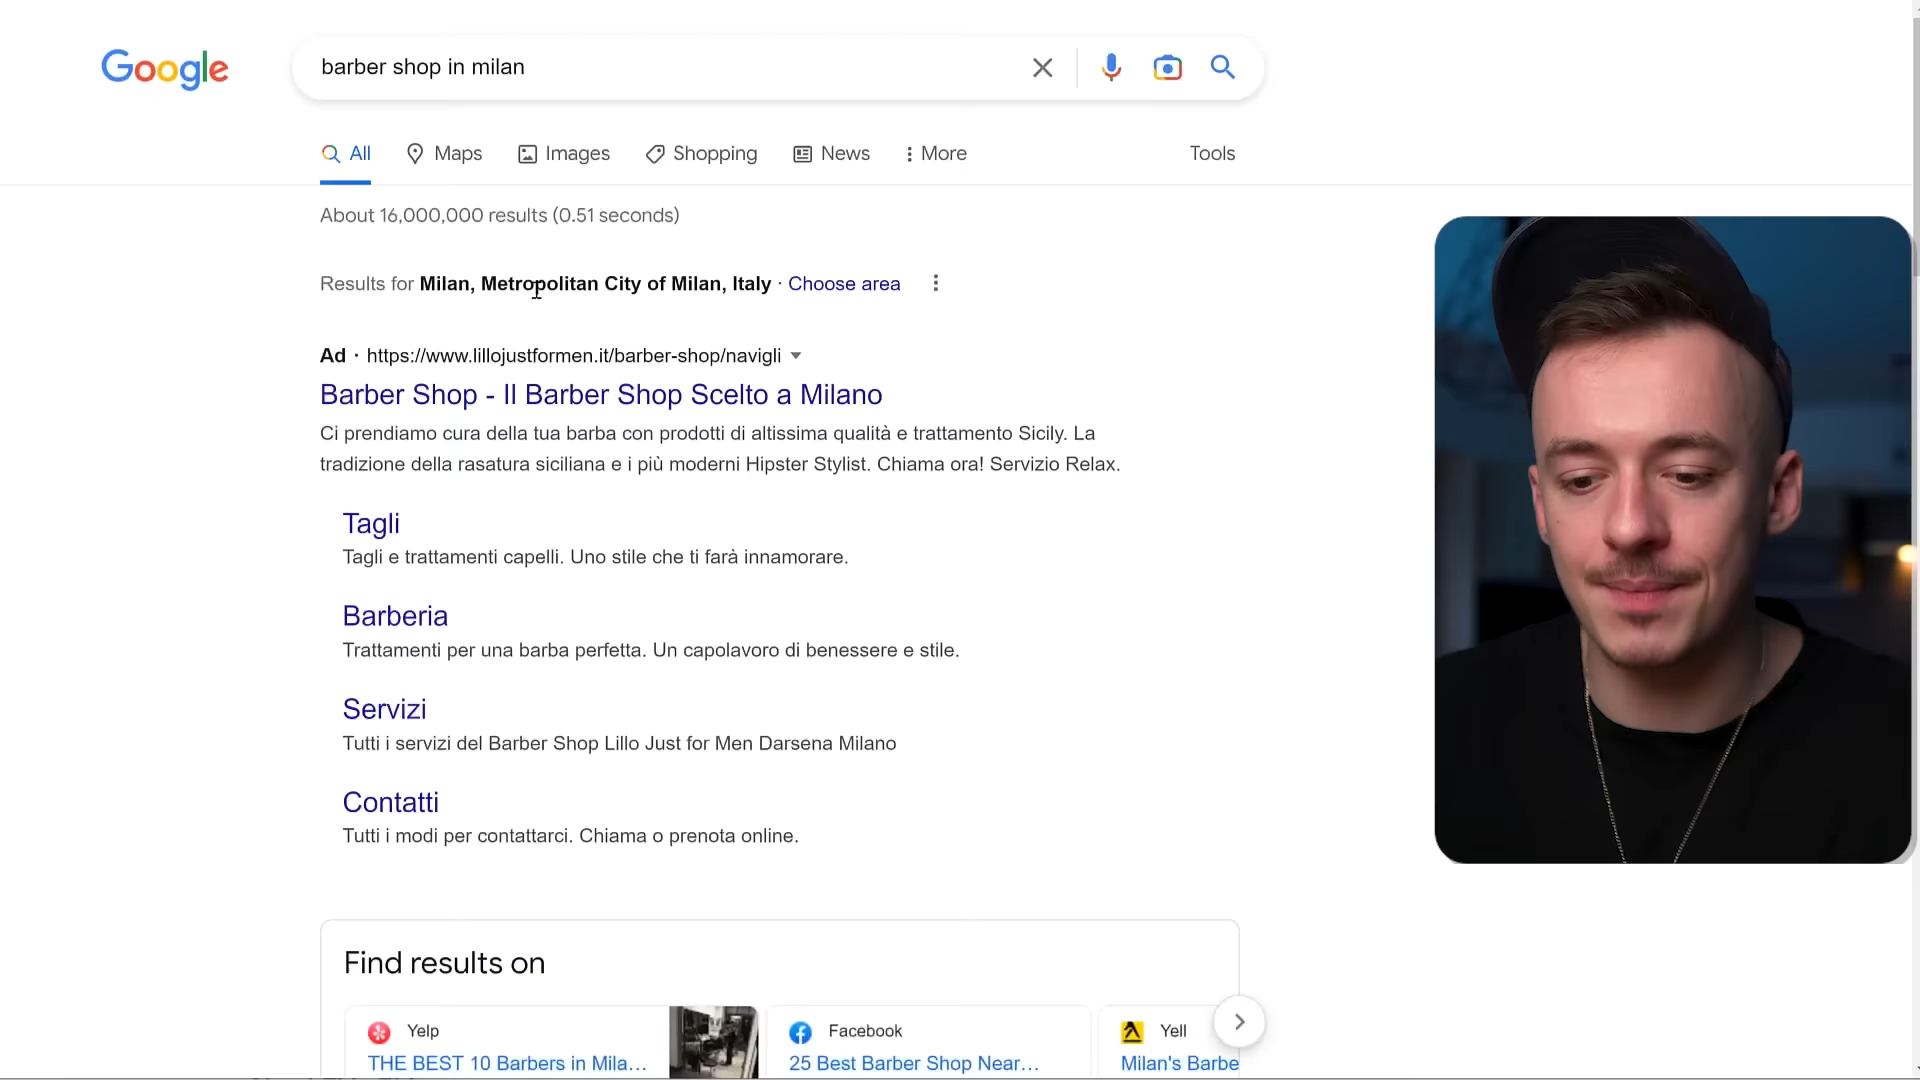 Google
barber shop in milan
All Maps Images Shopping News More Tools
About 16,000,000 results (0.51 seconds)
Results for Milan, Metropolitan City of Milan, Italy · Choose area
Ad · https://www.lillojustformen.it/barber-shop/navigli
Barber Shop - Il Barber Shop Scelto a Milano
Ci prendiamo cura della tua barba con prodotti di altissima qualità e trattamento Sicily. La
tradizione della rasatura siciliana e i più moderni Hipster Stylist. Chiama ora! Servizio Relax.
Tagli
Tagli e trattamenti capelli. Uno stile che ti farà innamorare.
Barberia
Trattamenti per una barba perfetta. Un capolavoro di benessere e stile.
Servizi
Tutti i servizi del Barber Shop Lillo Just for Men Darsena Milano
Contatti
Tutti i modi per contattarci. Chiama o prenota online.
Find results on
Yelp Facebook Yell
THE BEST 10 Barbers in Mila... 25 Best Barber Shop Near... Milan's Barbe